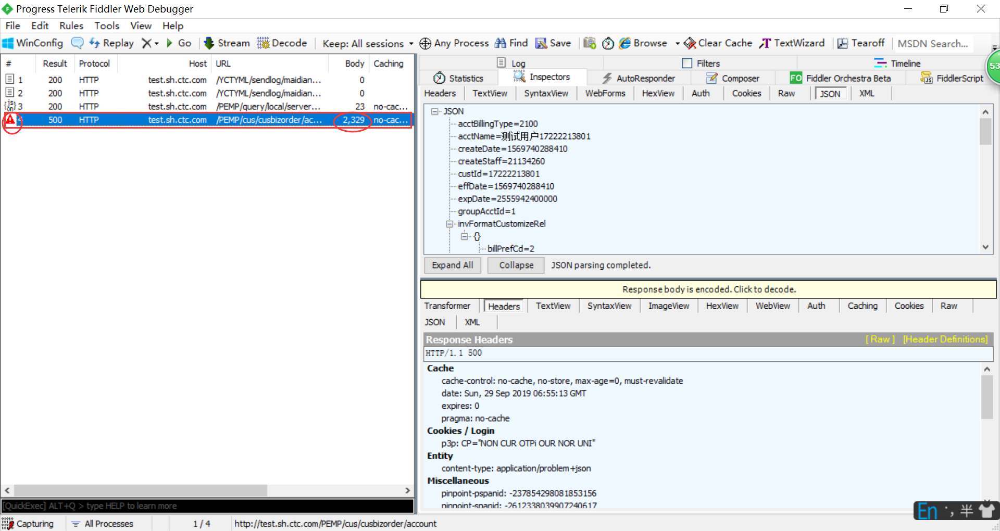 Progress Telerik Fiddler Web Debugger
File Edit Rules Tools View Help
WinConfig Replay Go Stream Decode Keep: All sessions Any Process Find Save Browse Clear Cache TextWizard Tearoff MSDN Search...
# Result Protocol Host URL Body Caching
1 200 HTTP test.sh.ctc.com /YCTYML/sendlog/maidian... 0
2 200 HTTP test.sh.ctc.com /YCTYML/sendlog/maidian... 0
3 200 HTTP test.sh.ctc.com /PEMP/query/local/server... 23 no-cac...
4 500 HTTP test.sh.ctc.com /PEMP/cus/cusbizorder/ac... 2,329 no-cac...
[QuickExec] ALT+Q > type HELP to learn more
Log Filters Timeline
53
Statistics Inspectors AutoResponder Composer FO Fiddler Orchestra Beta FiddlerScript
Headers TextView SyntaxView WebForms HexView Auth Cookies Raw JSON XML
JSON
acctBillingType=2100
acctName=测试用户17222213801
createDate=1569740288410
createStaff=21134260
custId=17222213801
effDate=1569740288410
expDate=2555942400000
groupAcctId=1
invFormatCustomizeRel
{}
billPrefCd=2
Expand All Collapse JSON parsing completed.
Response body is encoded. Click to decode.
Transformer Headers TextView SyntaxView ImageView HexView WebView Auth Caching Cookies Raw
JSON XML
Response Headers [ Raw ] [Header Definitions]
HTTP/1.1 500
Cache
cache-control: no-cache, no-store, max-age=0, must-revalidate
date: Sun, 29 Sep 2019 06:55:13 GMT
expires: 0
pragma: no-cache
Cookies / Login
p3p: CP="NON CUR OTPi OUR NOR UNI"
Entity
content-type: application/problem+json
Miscellaneous
pinpoint-pspanid: -237854298081853156
pinpoint-spanid: -2612338039907240617
En 半
Capturing All Processes 1 / 4 http://test.sh.ctc.com/PEMP/cus/cusbizorder/account